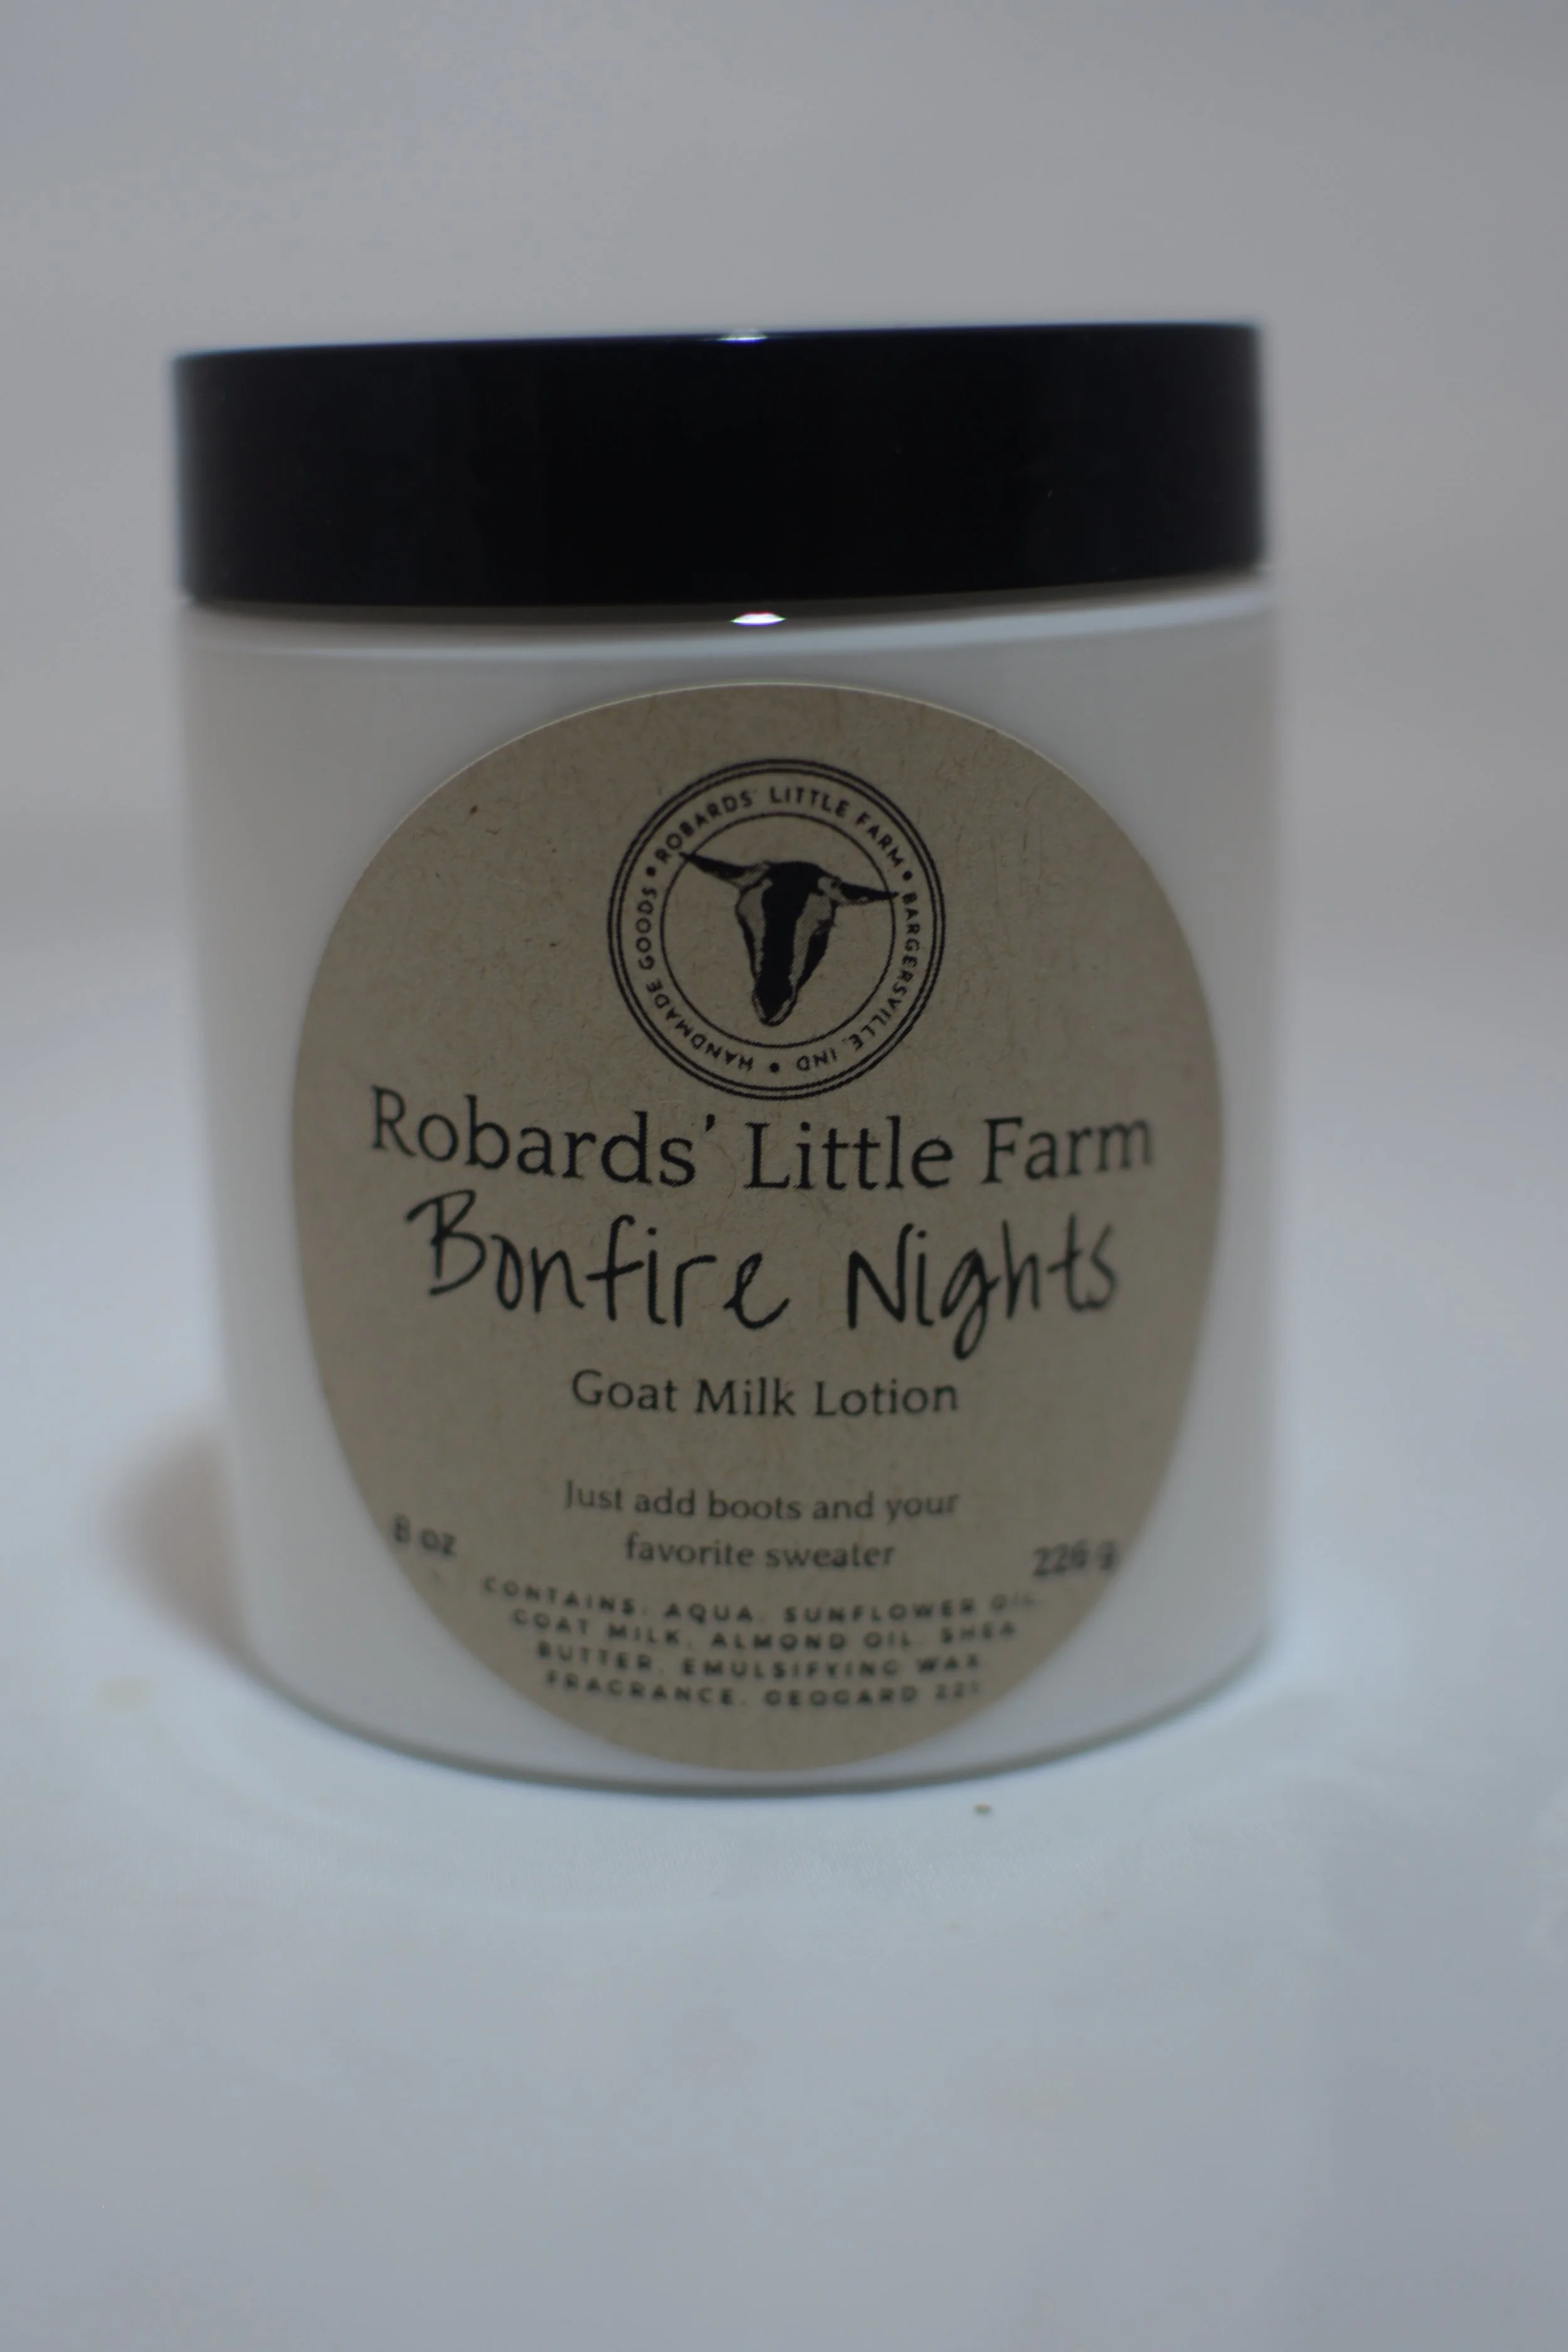 ROBARDS' LITTLE FARM • BARGERSVILLE, IND • HANDMADE GOODS •
Robards' Little Farm
Bonfire Nights
Goat Milk Lotion
Just add boots and your
favorite sweater
8 oz
226 g
CONTAINS: AQUA, SUNFLOWER OIL,
GOAT MILK, ALMOND OIL, SHEA
BUTTER, EMULSIFYING WAX,
FRAGRANCE, GEOGARD 221